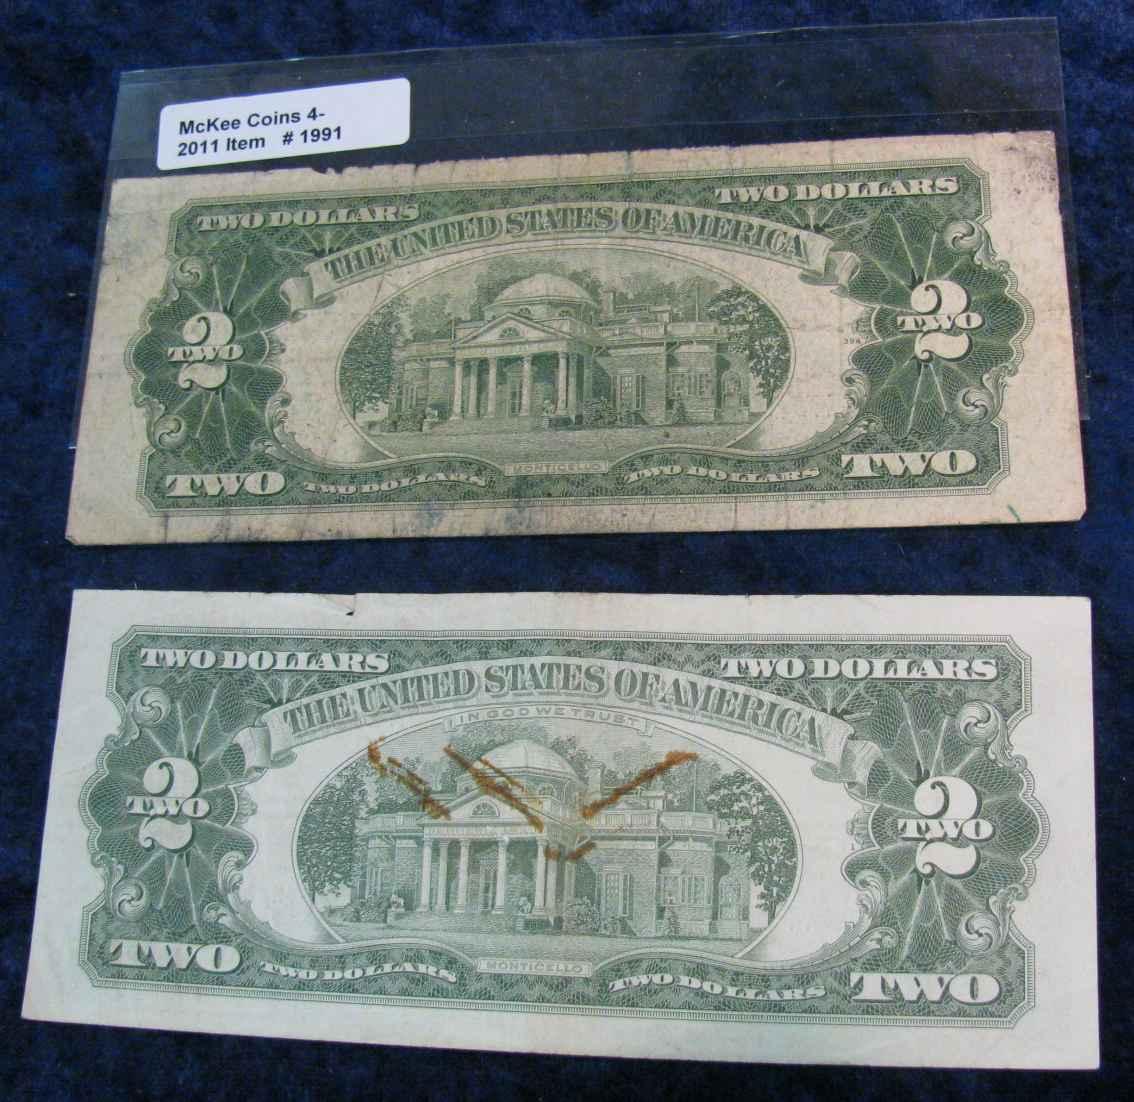 McKee Coins 4-
2011 Item # 1991
TWO DOLLARS TWO DOLLARS
THE UNITED STATES OF AMERICA
2 TWO 2 TWO
MONTICELLO
TWO TWO DOLLARS TWO DOLLARS TWO
TWO DOLLARS TWO DOLLARS
THE UNITED STATES OF AMERICA
IN GOD WE TRUST
2 TWO 2 TWO
MONTICELLO
TWO TWO DOLLARS TWO DOLLARS TWO